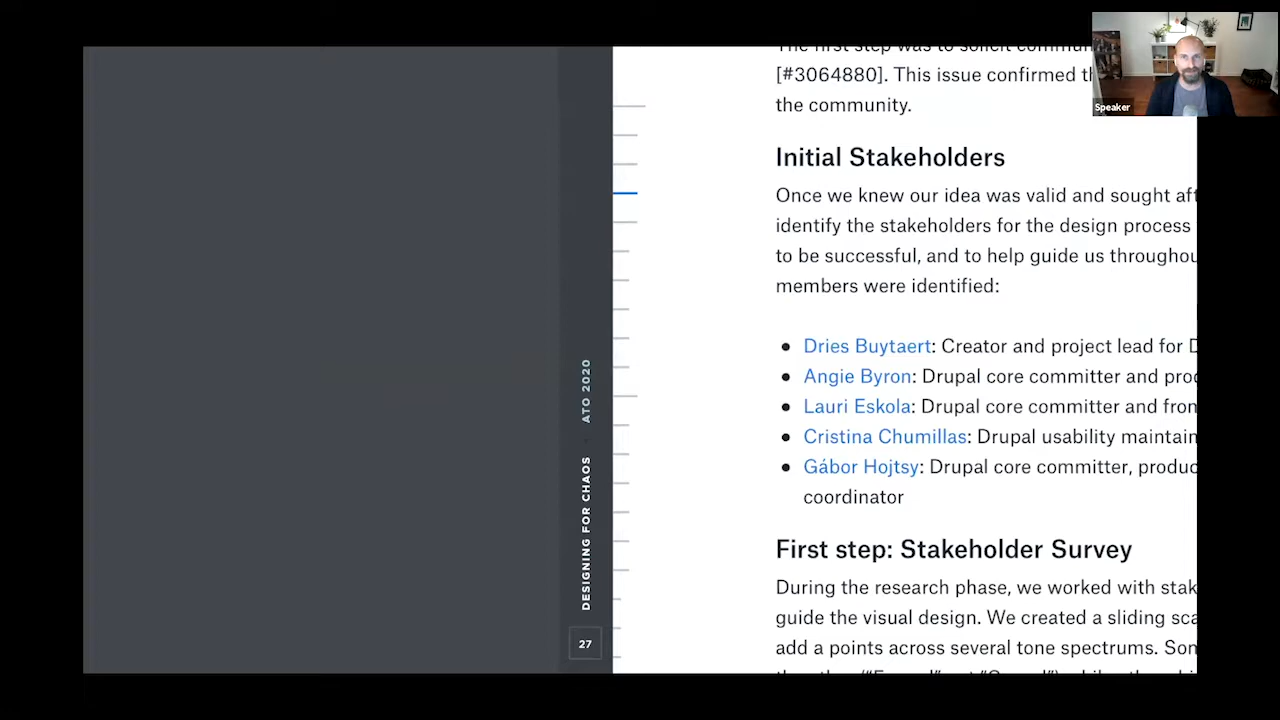 [#3064880]. This issue confirmed th
the community.
Initial Stakeholders
Once we knew our idea was valid and sought aft
identify the stakeholders for the design process
to be successful, and to help guide us throughou
members were identified:
Dries Buytaert: Creator and project lead for D
Angie Byron: Drupal core committer and prod
Lauri Eskola: Drupal core committer and fron
Cristina Chumillas: Drupal usability maintain
Gábor Hojtsy: Drupal core committer, produc
coordinator
First step: Stakeholder Survey
During the research phase, we worked with stak
guide the visual design. We created a sliding sca
add a points across several tone spectrums. Som
DESIGNING FOR CHAOS · ATO 2020
27
Speaker